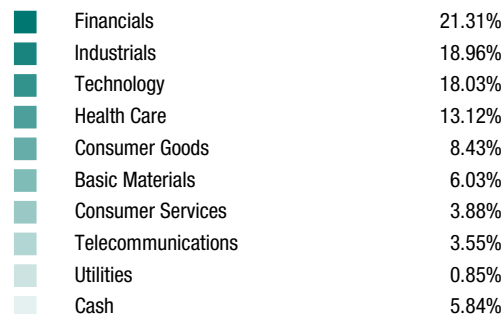 Financials 21.31%
Industrials 18.96%
Technology 18.03%
Health Care 13.12%
Consumer Goods 8.43%
Basic Materials 6.03%
Consumer Services 3.88%
Telecommunications 3.55%
Utilities 0.85%
Cash 5.84%